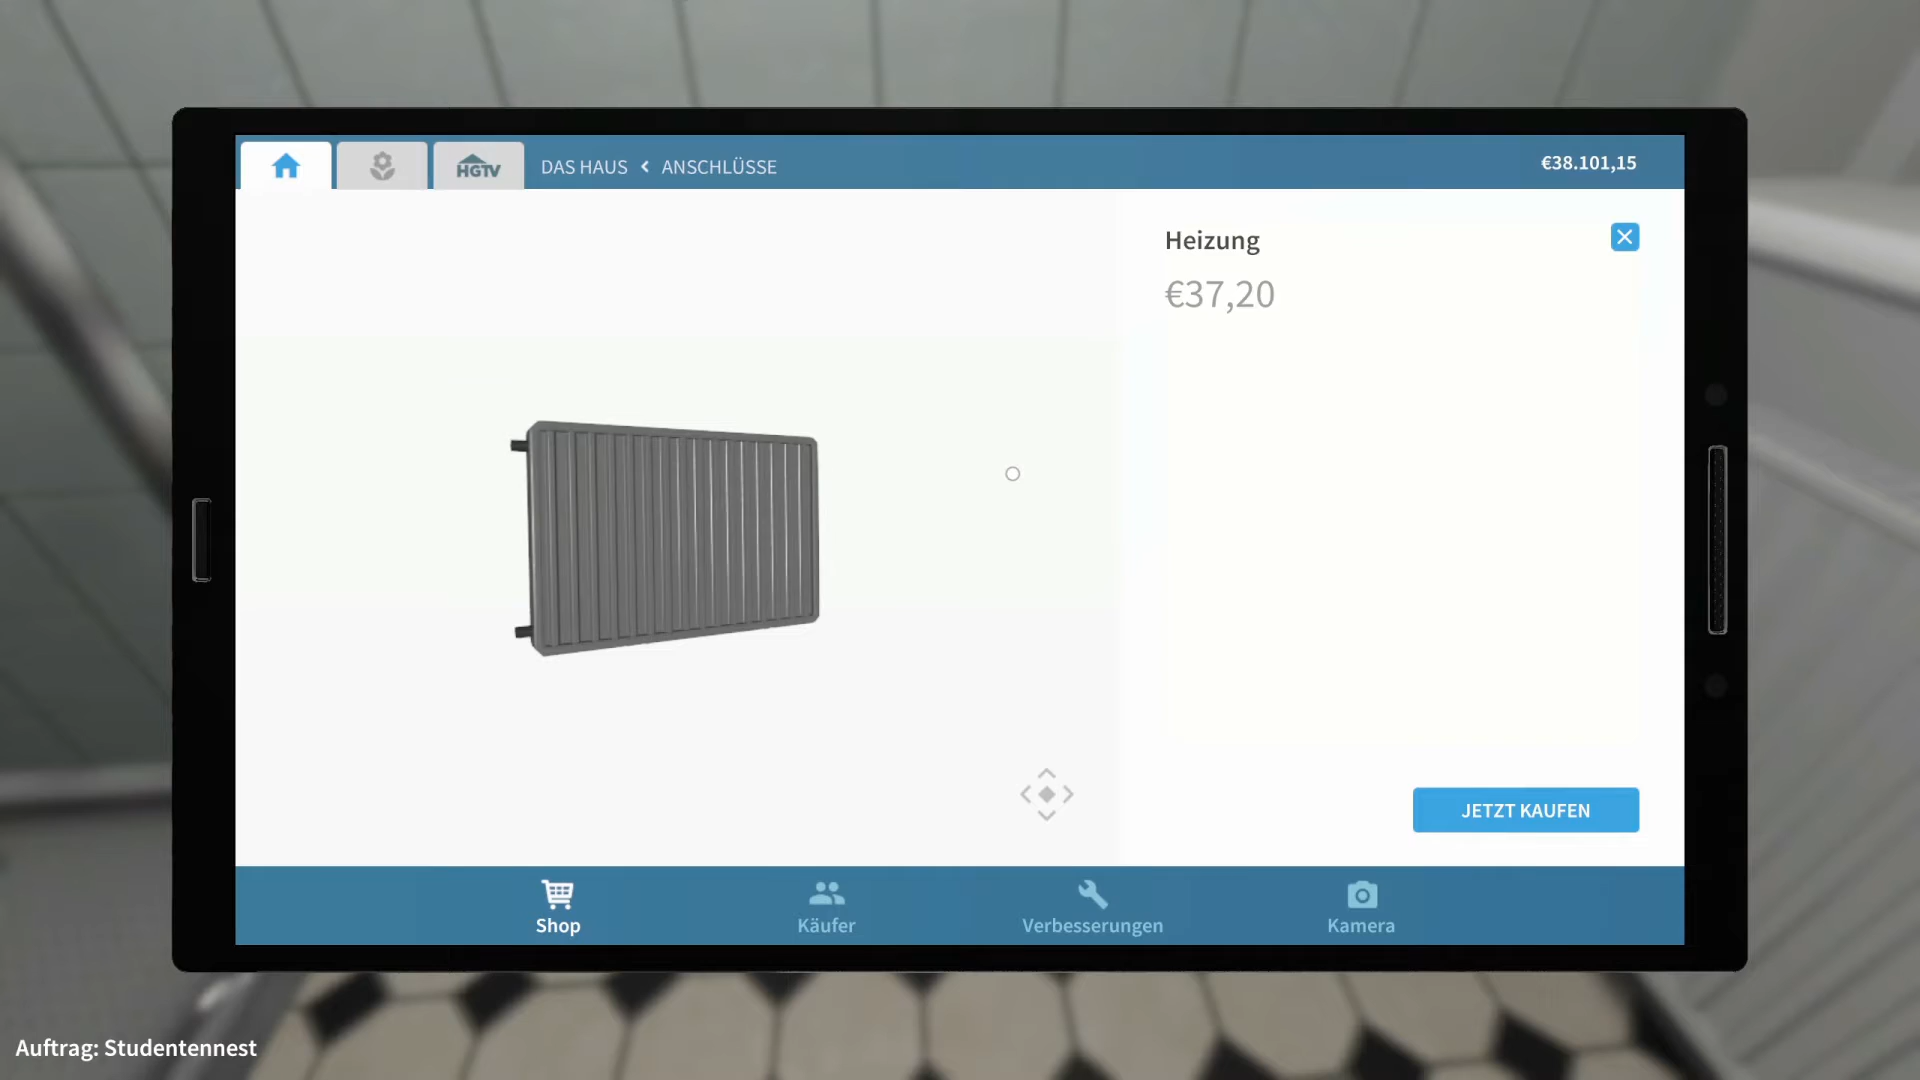 HGTV
DAS HAUS < ANSCHLÜSSE
€38.101,15
Heizung
€37,20
JETZT KAUFEN
Shop
Käufer
Verbesserungen
Kamera
Auftrag: Studentennest